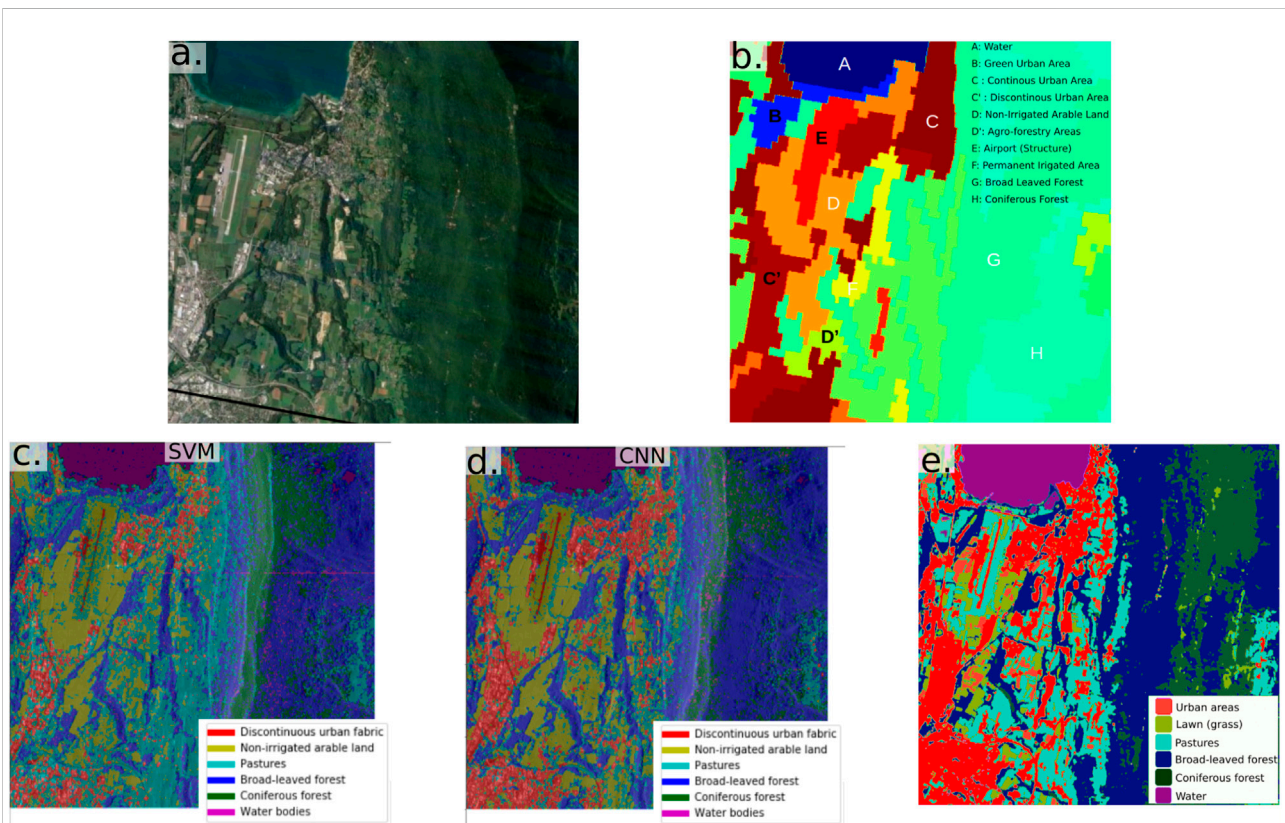 a.
b.
A
B
C
E
D
C'
F
G
D'
H
A: Water
B: Green Urban Area
C : Continous Urban Area
C' : Discontinous Urban Area
D: Non-Irrigated Arable Land
D': Agro-forestry Areas
E: Airport (Structure)
F: Permanent Irigated Area
G: Broad Leaved Forest
H: Coniferous Forest
c.
SVM
Discontinuous urban fabric
Non-irrigated arable land
Pastures
Broad-leaved forest
Coniferous forest
Water bodies
d.
CNN
Discontinuous urban fabric
Non-irrigated arable land
Pastures
Broad-leaved forest
Coniferous forest
Water bodies
e.
Urban areas
Lawn (grass)
Pastures
Broad-leaved forest
Coniferous forest
Water